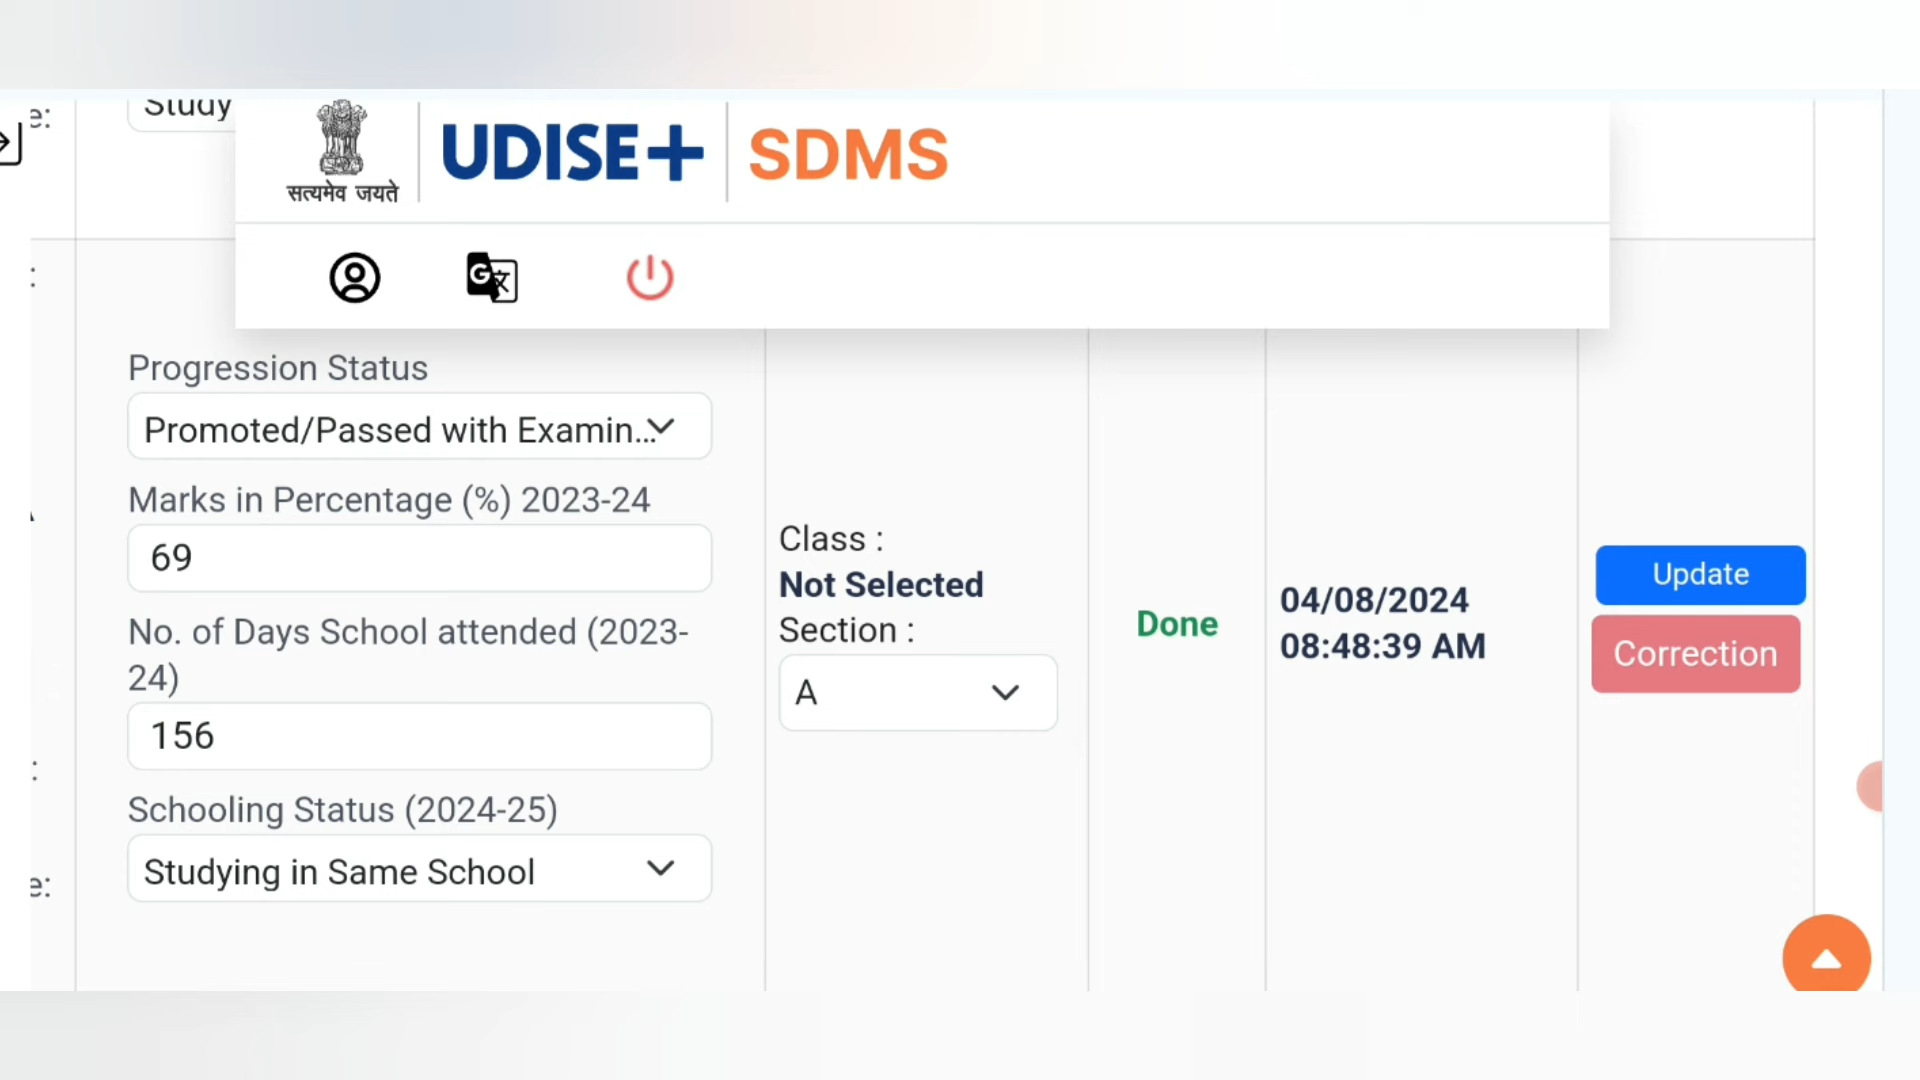 e:
Study
सत्यमेव जयते
UDISE+
SDMS
:
Progression Status
Promoted/Passed with Examin...
Marks in Percentage (%) 2023-24
69
No. of Days School attended (2023-
24)
156
:
Schooling Status (2024-25)
Studying in Same School
e:
Class :
Not Selected
Section :
A
Done
04/08/2024
08:48:39 AM
Update
Correction